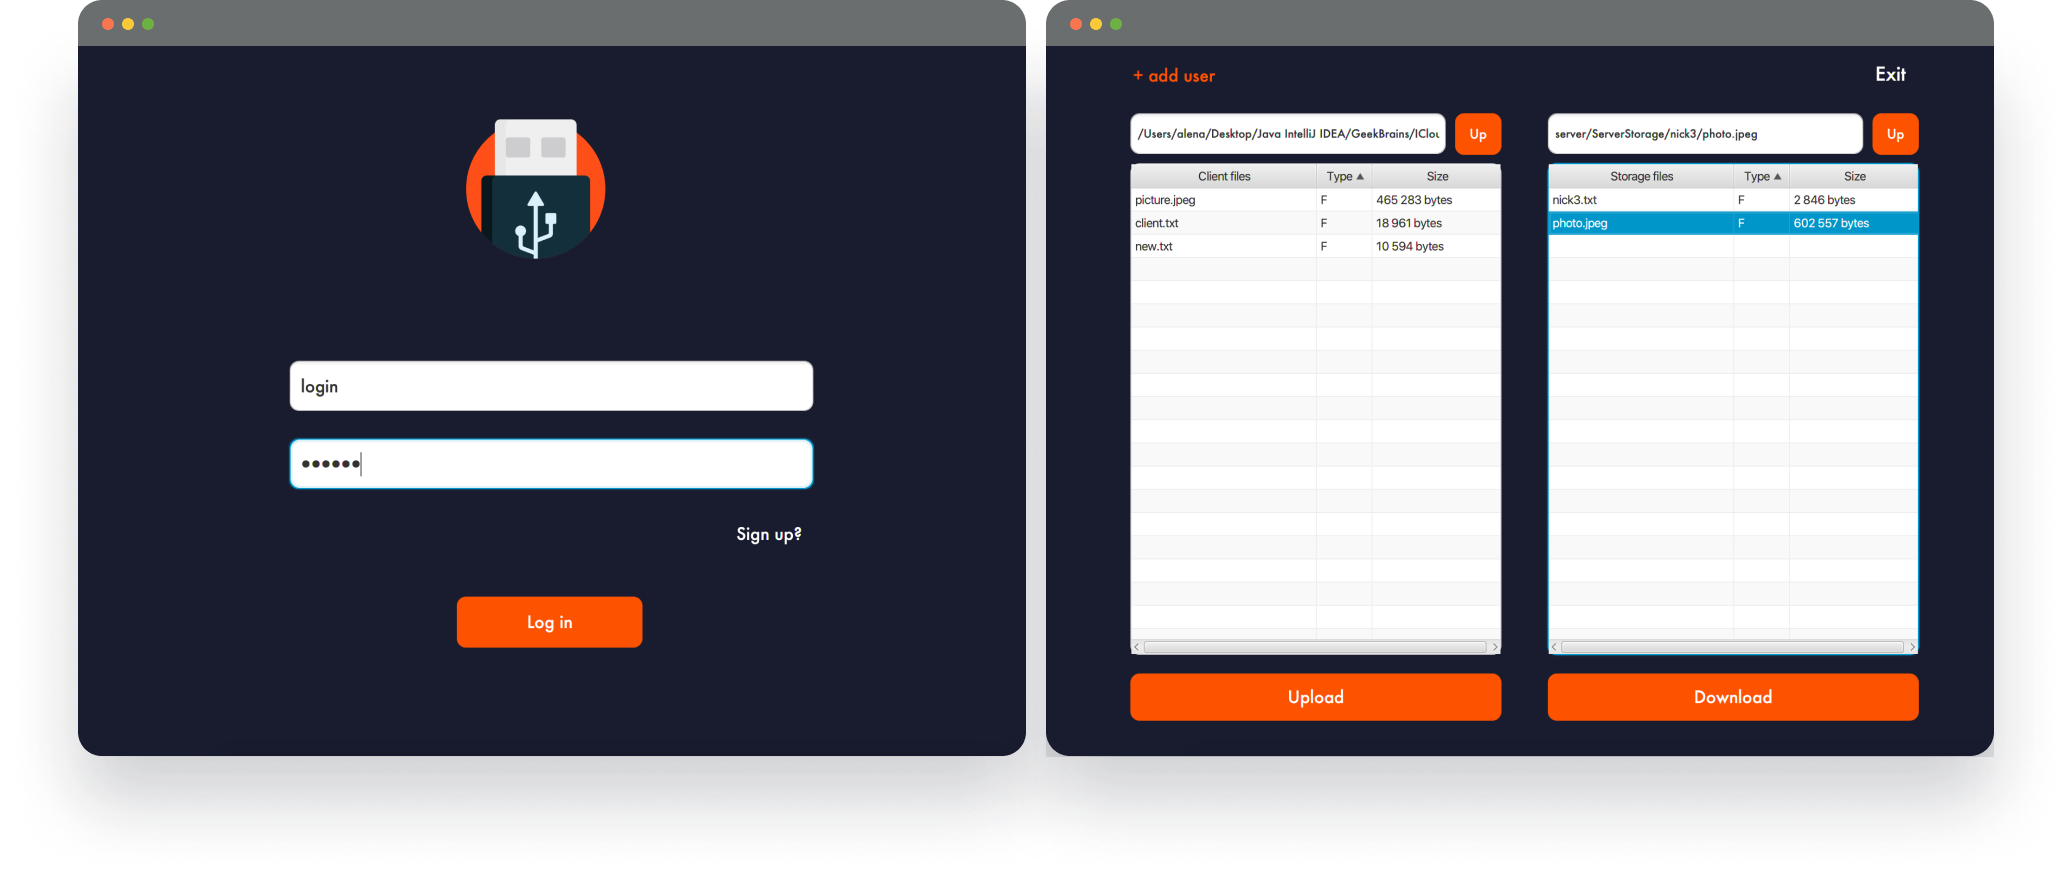 login
••••••
Sign up?
Log in
+ add user
Exit
/Users/alena/Desktop/Java IntelliJ IDEA/GeekBrains/IClou
Up
server/ServerStorage/nick3/photo.jpeg
Up
Client files Type ▲ Size
picture.jpeg F 465 283 bytes
client.txt F 18 961 bytes
new.txt F 10 594 bytes
Storage files Type ▲ Size
nick3.txt F 2 846 bytes
photo.jpeg F 602 557 bytes
Upload
Download